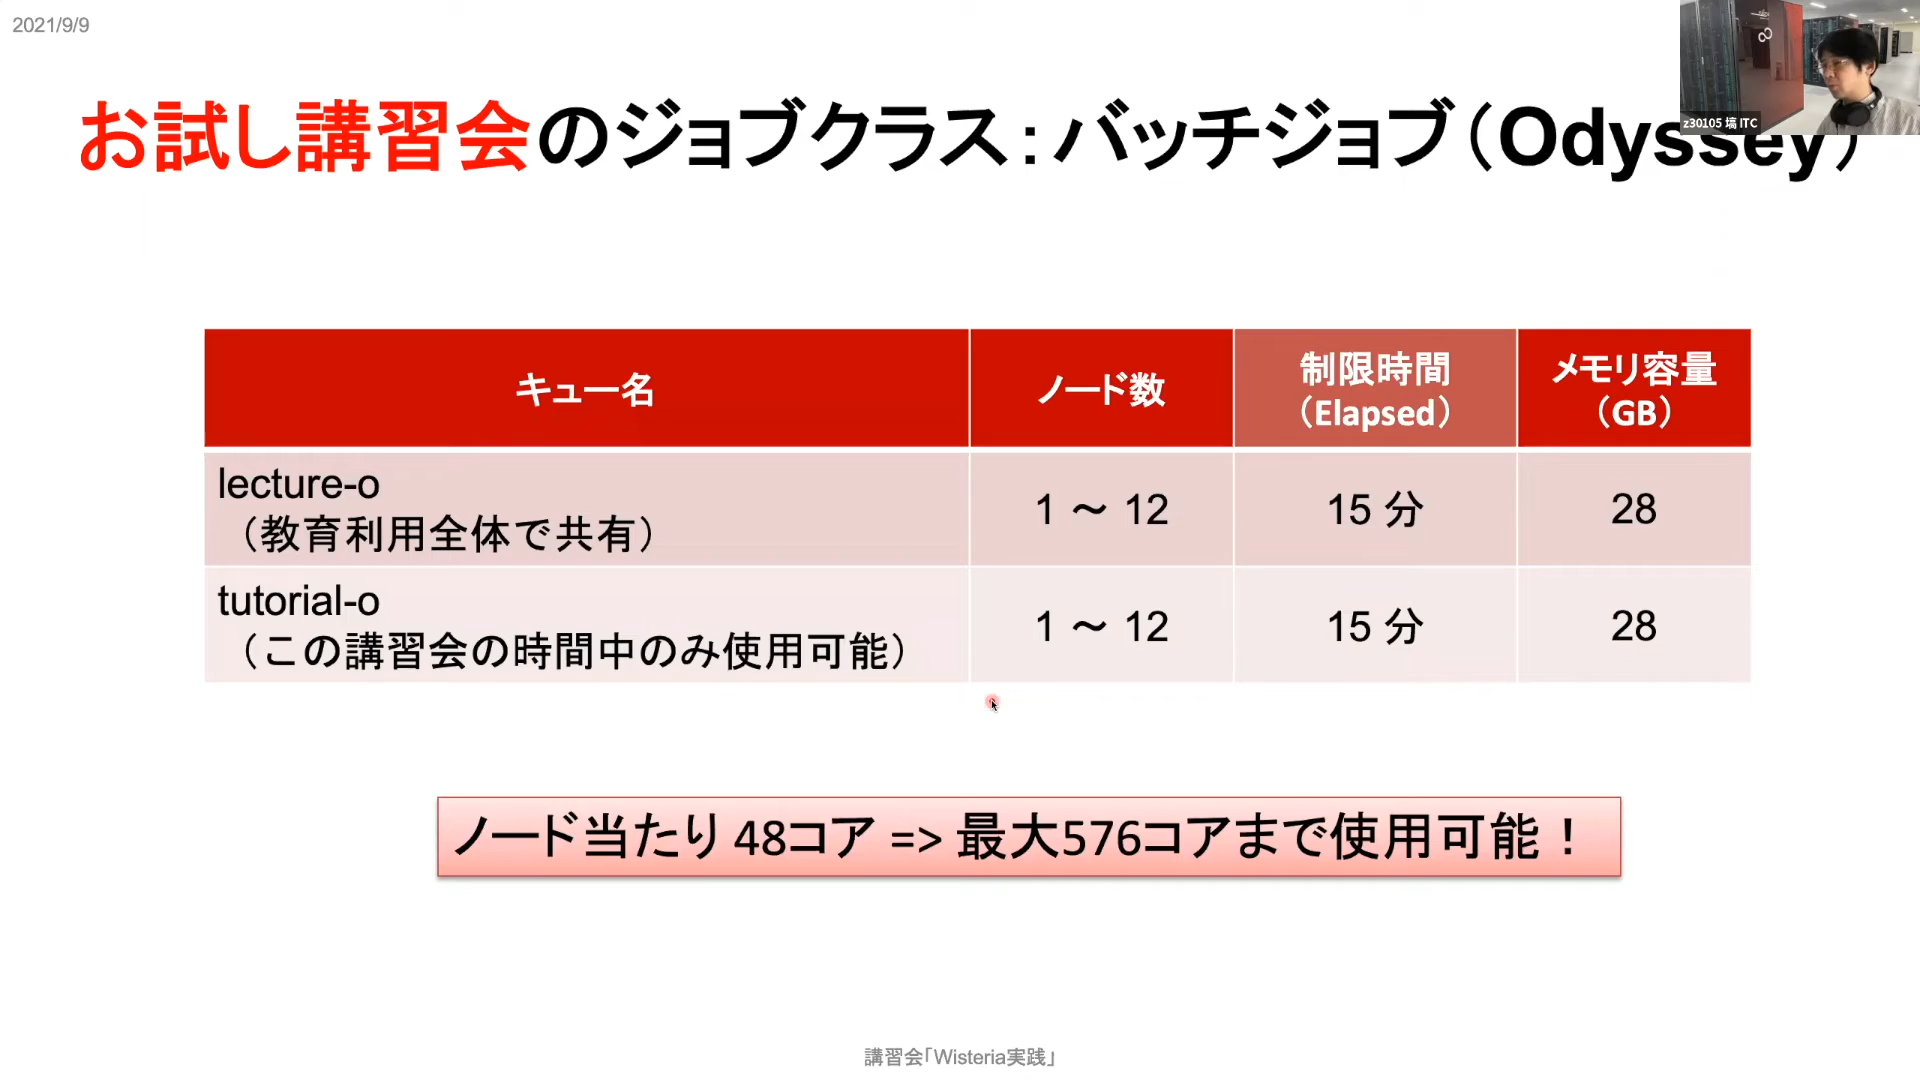 2021/9/9
z30105 塙 ITC
お試し講習会のジョブクラス：バッチジョブ（Odyssey）
キュー名
ノード数
制限時間
（Elapsed）
メモリ容量
（GB）
lecture-o
（教育利用全体で共有）
1 ～ 12
15 分
28
tutorial-o
（この講習会の時間中のみ使用可能）
1 ～ 12
15 分
28
ノード当たり 48コア => 最大576コアまで使用可能！
講習会「Wisteria実践」